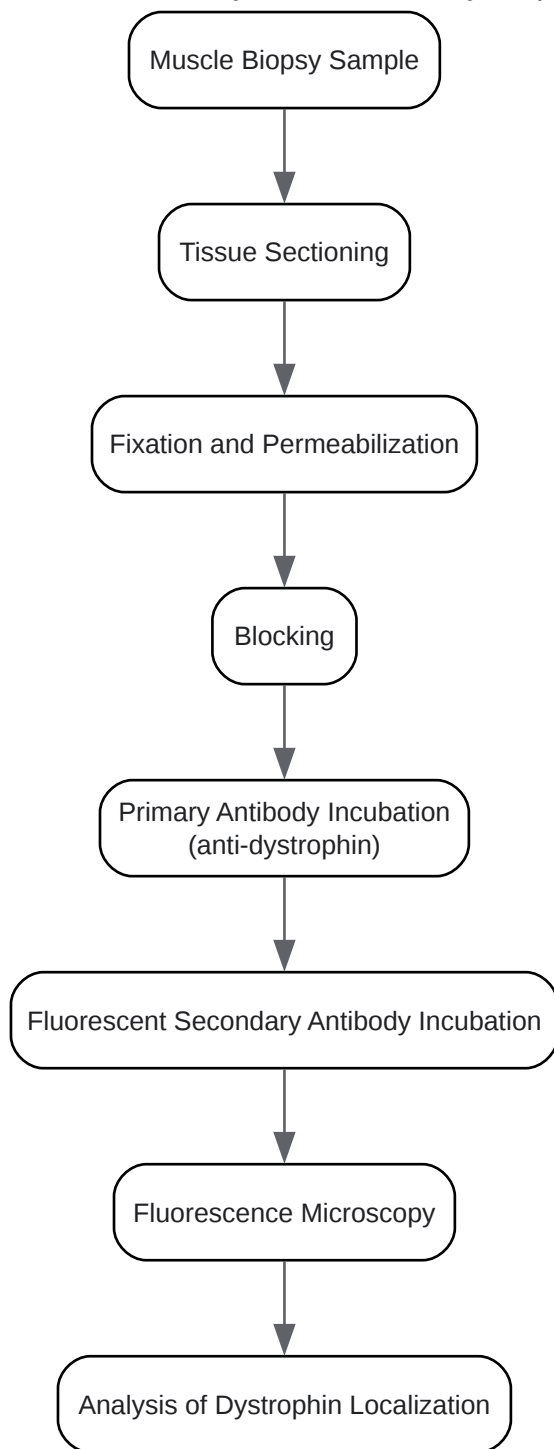 Muscle Biopsy Sample
Tissue Sectioning
Fixation and Permeabilization
Blocking
Primary Antibody Incubation
(anti-dystrophin)
Fluorescent Secondary Antibody Incubation
Fluorescence Microscopy
Analysis of Dystrophin Localization